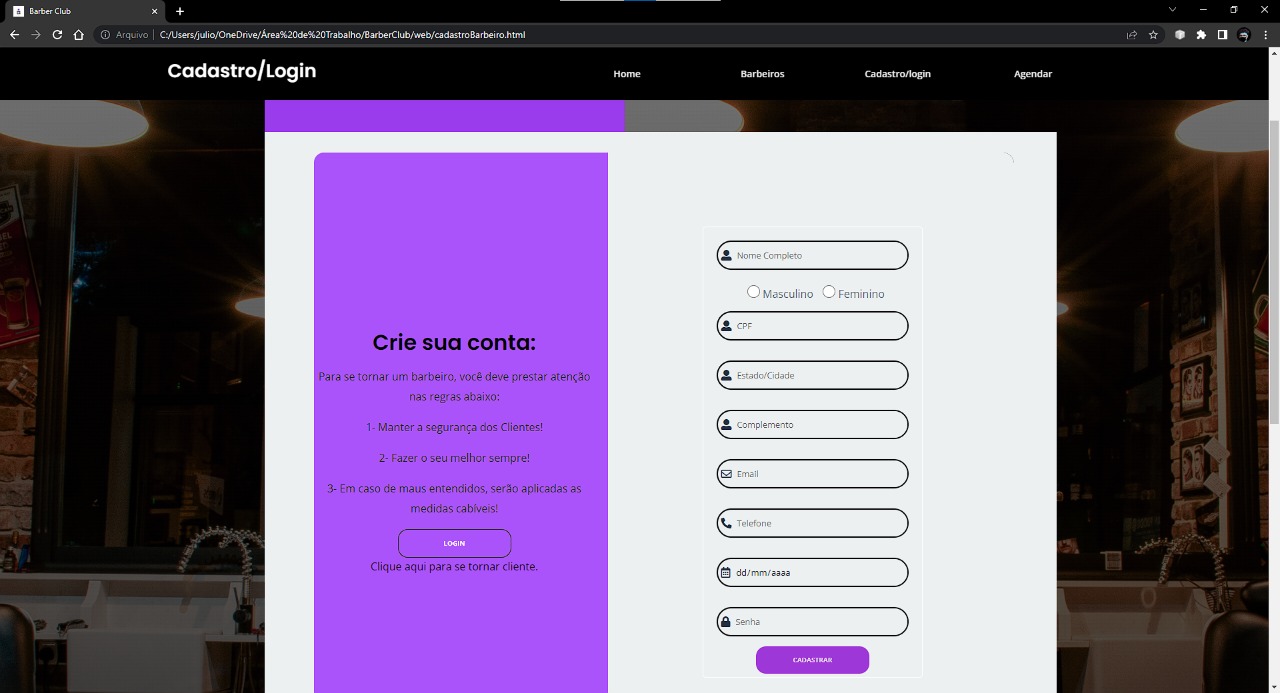 Barber Club
Arquivo
C:/Users/julio/OneDrive/Área%20de%20Trabalho/BarberClub/web/cadastroBarbeiro.html
Cadastro/Login
Home
Barbeiros
Cadastro/login
Agendar
Crie sua conta:
Para se tornar um barbeiro, você deve prestar atenção
nas regras abaixo:
1- Manter a segurança dos Clientes!
2- Fazer o seu melhor sempre!
3- Em caso de maus entendidos, serão aplicadas as
medidas cabíveis!
LOGIN
Clique aqui para se tornar cliente.
Nome Completo
Masculino Feminino
CPF
Estado/Cidade
Complemento
Email
Telefone
dd/mm/aaaa
Senha
CADASTRAR